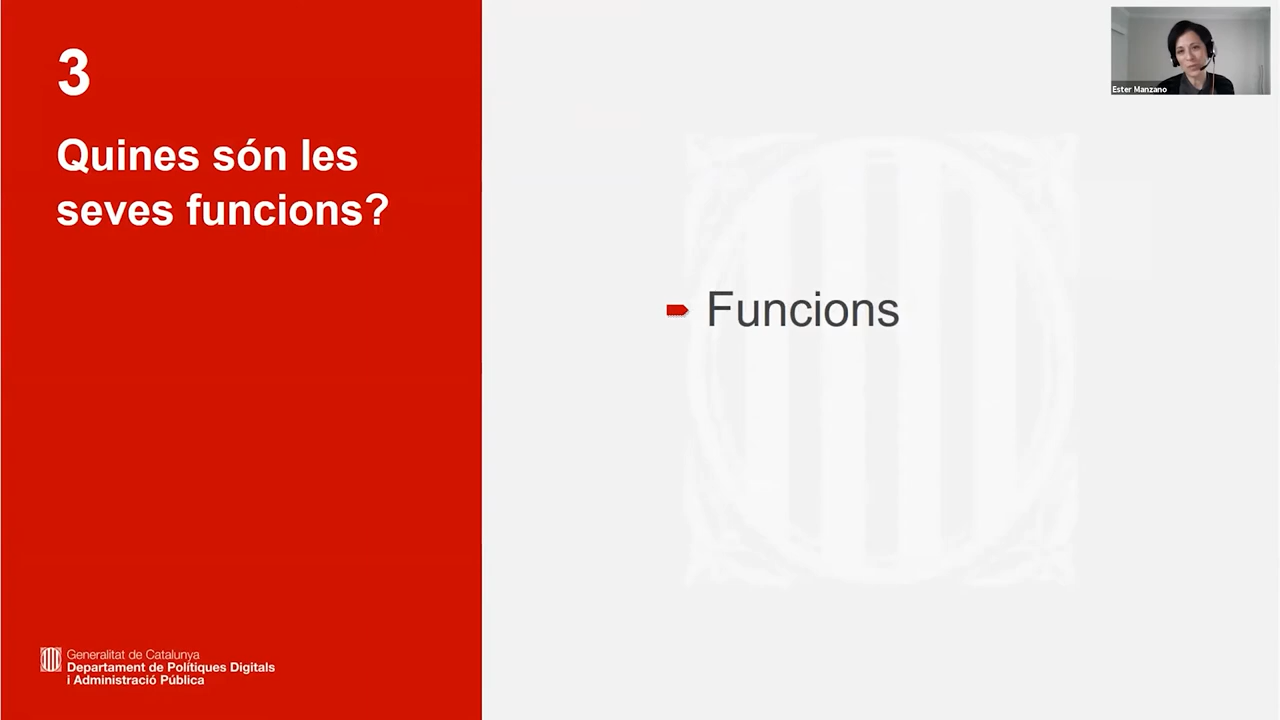 3
Quines són les
seves funcions?
Funcions
Ester Manzano
Generalitat de Catalunya
Departament de Polítiques Digitals
i Administració Pública